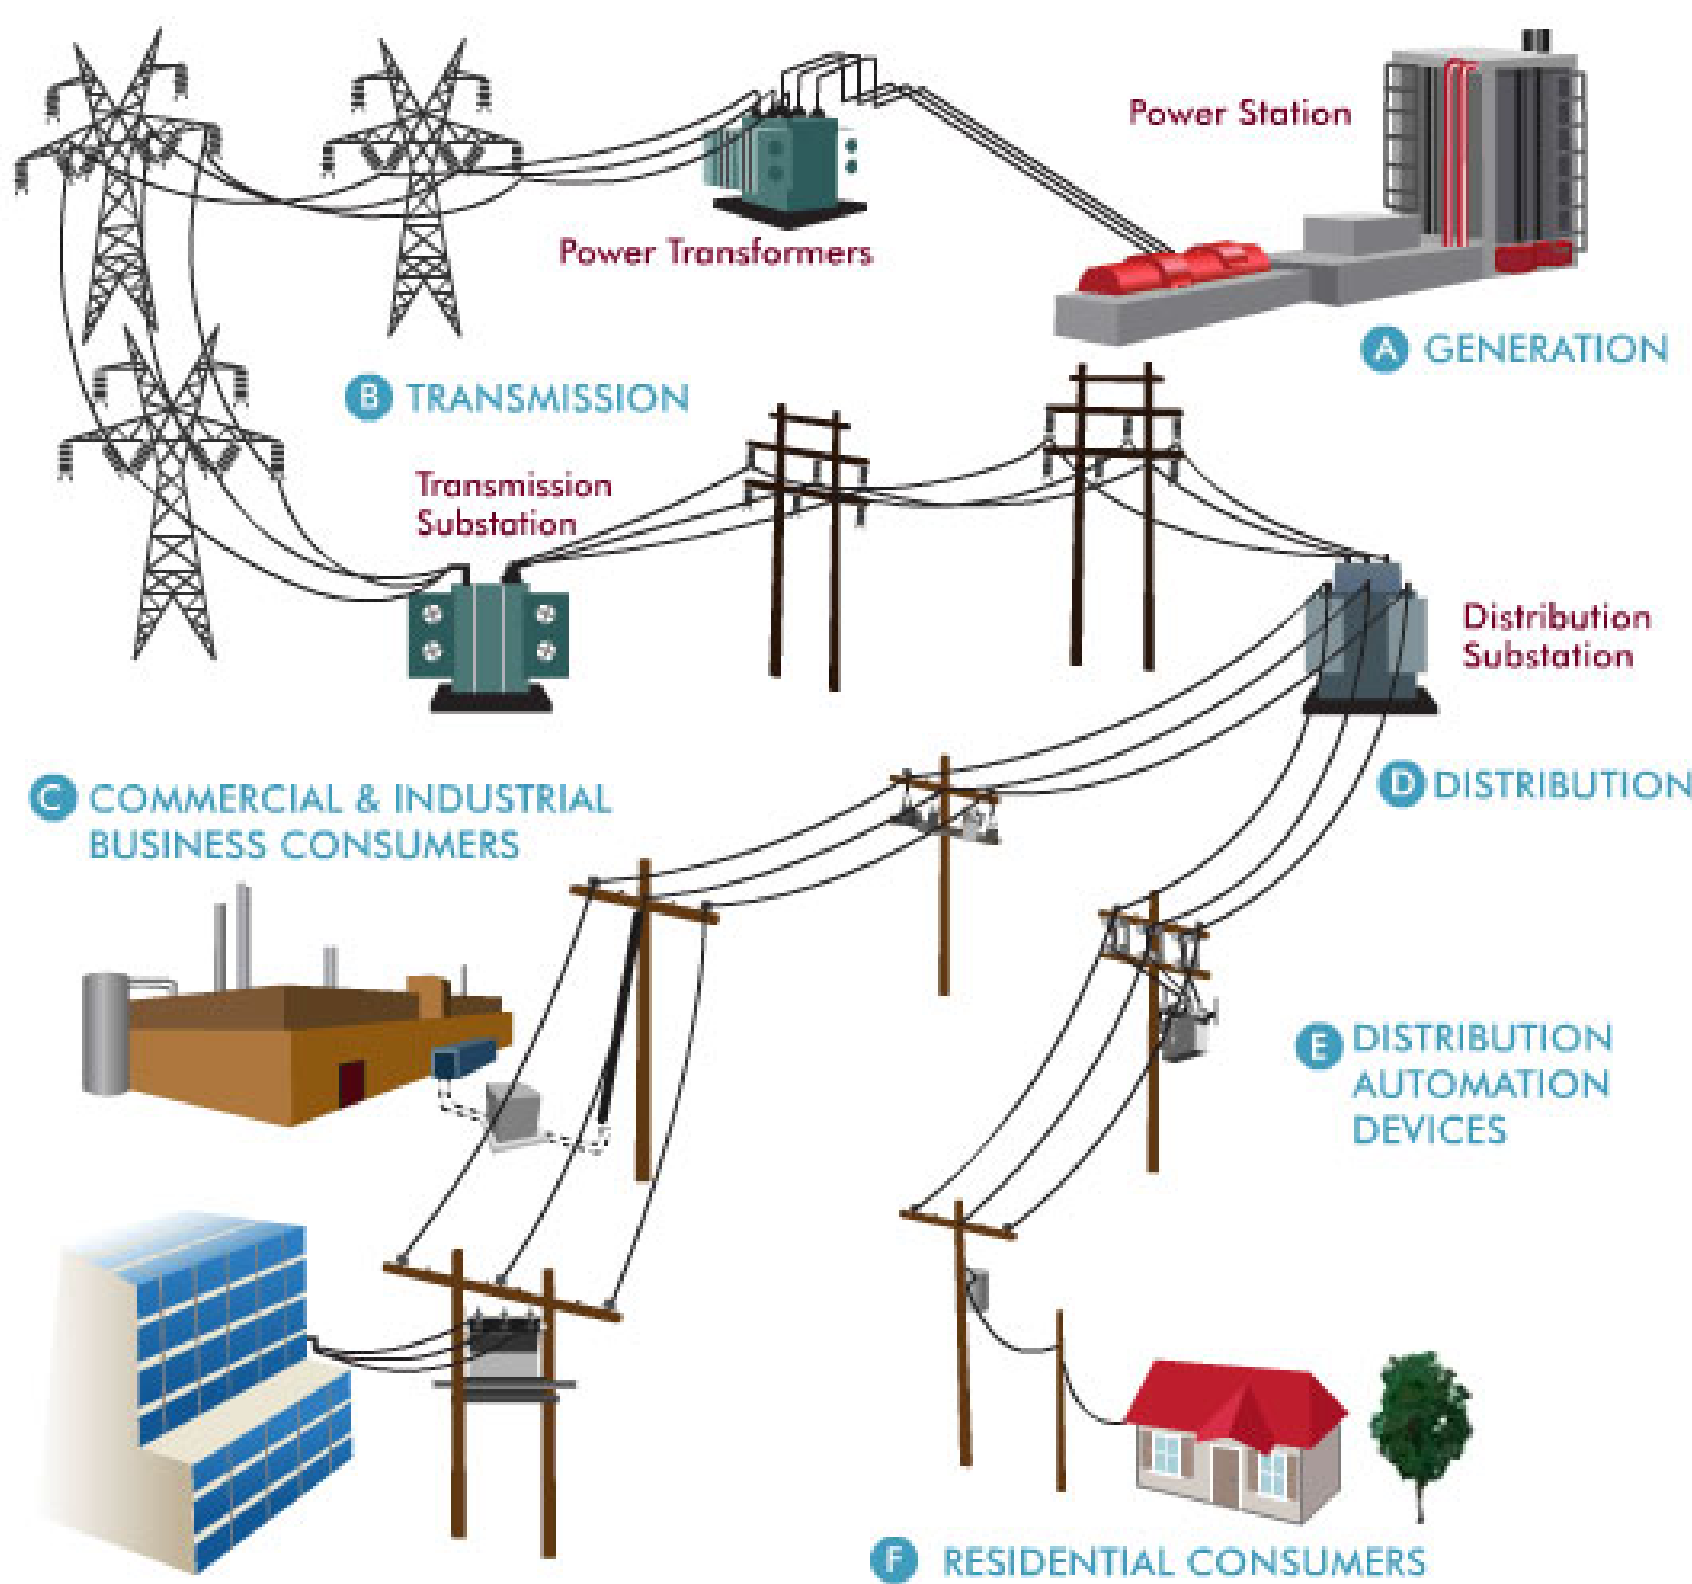 Power Station
Power Transformers
A GENERATION
B TRANSMISSION
Transmission
Substation
Distribution
Substation
C COMMERCIAL & INDUSTRIAL
BUSINESS CONSUMERS
D DISTRIBUTION
E DISTRIBUTION
AUTOMATION
DEVICES
F RESIDENTIAL CONSUMERS